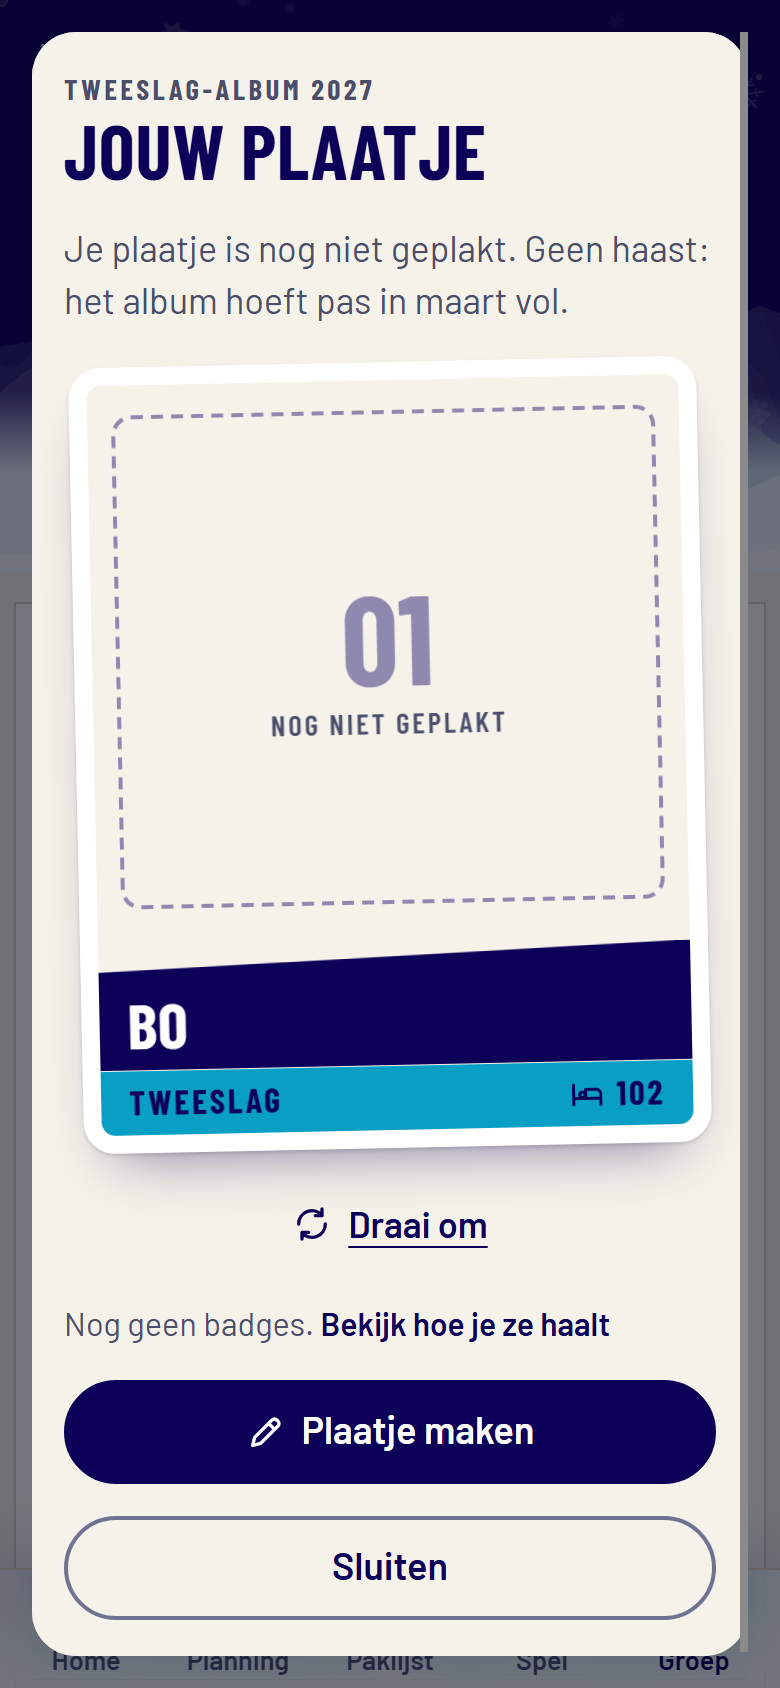 TWEESLAG-ALBUM 2027
JOUW PLAATJE
Je plaatje is nog niet geplakt. Geen haast:
het album hoeft pas in maart vol.
01
NOG NIET GEPLAKT
BO
TWEESLAG
102
Draai om
Nog geen badges. Bekijk hoe je ze haalt
Plaatje maken
Sluiten
Home Planning Paklijst Spel Groep